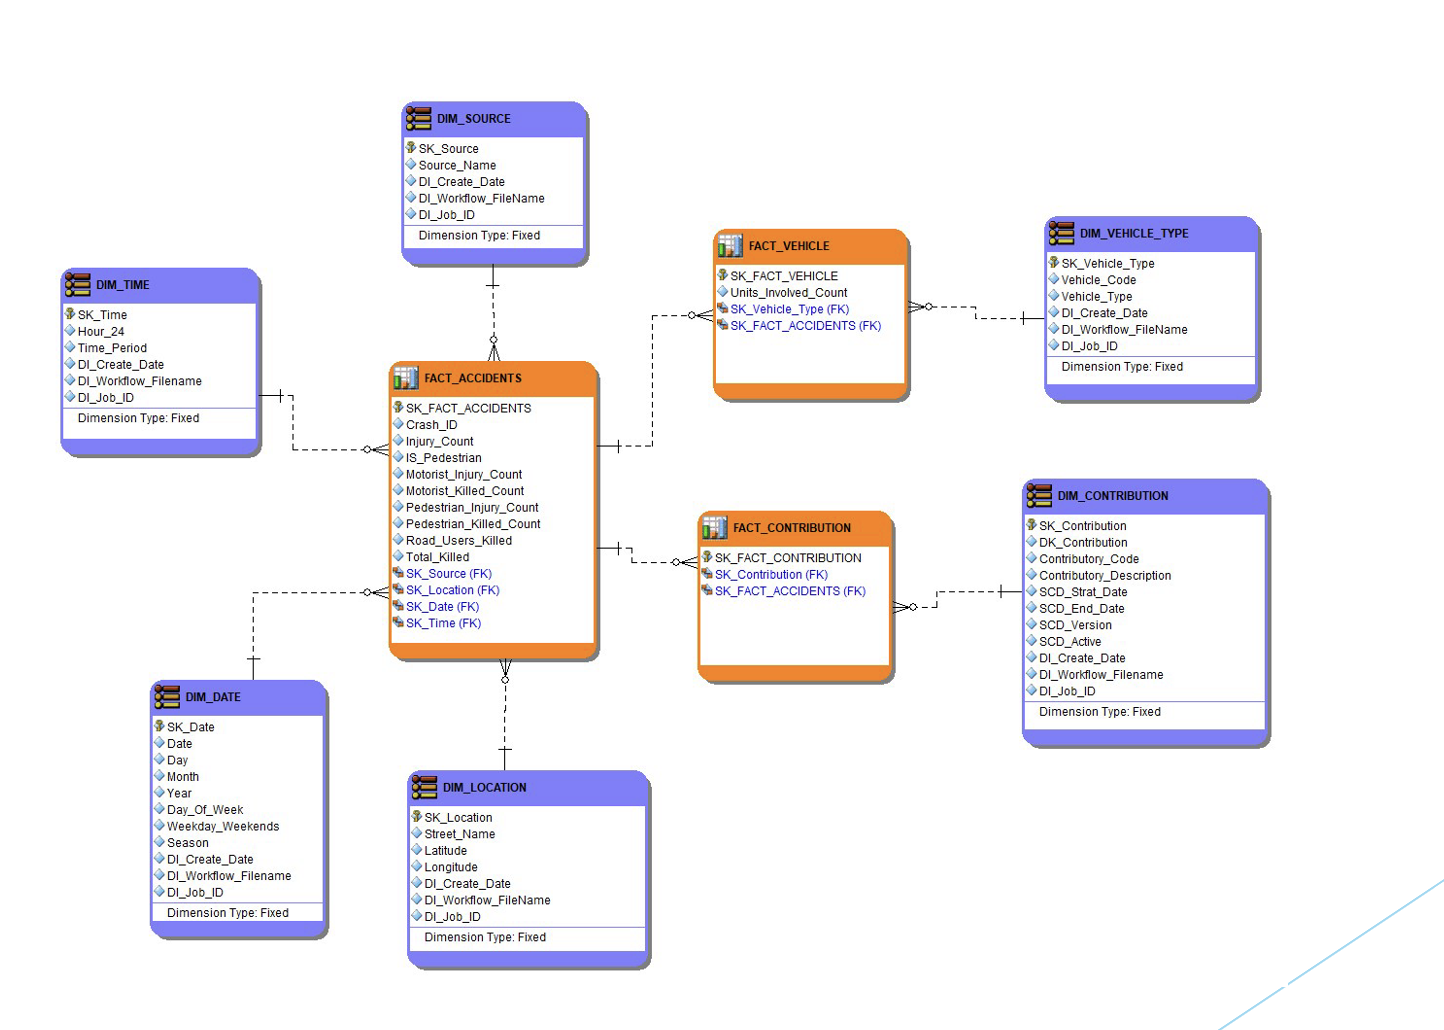 DIM_SOURCE
SK_Source
Source_Name
DI_Create_Date
DI_Workflow_FileName
DI_Job_ID
Dimension Type: Fixed
DIM_TIME
SK_Time
Hour_24
Time_Period
DI_Create_Date
DI_Workflow_Filename
DI_Job_ID
Dimension Type: Fixed
FACT_VEHICLE
SK_FACT_VEHICLE
Units_Involved_Count
SK_Vehicle_Type (FK)
SK_FACT_ACCIDENTS (FK)
DIM_VEHICLE_TYPE
SK_Vehicle_Type
Vehicle_Code
Vehicle_Type
DI_Create_Date
DI_Workflow_FileName
DI_Job_ID
Dimension Type: Fixed
FACT_ACCIDENTS
SK_FACT_ACCIDENTS
Crash_ID
Injury_Count
IS_Pedestrian
Motorist_Injury_Count
Motorist_Killed_Count
Pedestrian_Injury_Count
Pedestrian_Killed_Count
Road_Users_Killed
Total_Killed
SK_Source (FK)
SK_Location (FK)
SK_Date (FK)
SK_Time (FK)
FACT_CONTRIBUTION
SK_FACT_CONTRIBUTION
SK_Contribution (FK)
SK_FACT_ACCIDENTS (FK)
DIM_CONTRIBUTION
SK_Contribution
DK_Contribution
Contributory_Code
Contributory_Description
SCD_Strat_Date
SCD_End_Date
SCD_Version
SCD_Active
DI_Create_Date
DI_Workflow_Filename
DI_Job_ID
Dimension Type: Fixed
DIM_DATE
SK_Date
Date
Day
Month
Year
Day_Of_Week
Weekday_Weekends
Season
DI_Create_Date
DI_Workflow_Filename
DI_Job_ID
Dimension Type: Fixed
DIM_LOCATION
SK_Location
Street_Name
Latitude
Longitude
DI_Create_Date
DI_Workflow_FileName
DI_Job_ID
Dimension Type: Fixed